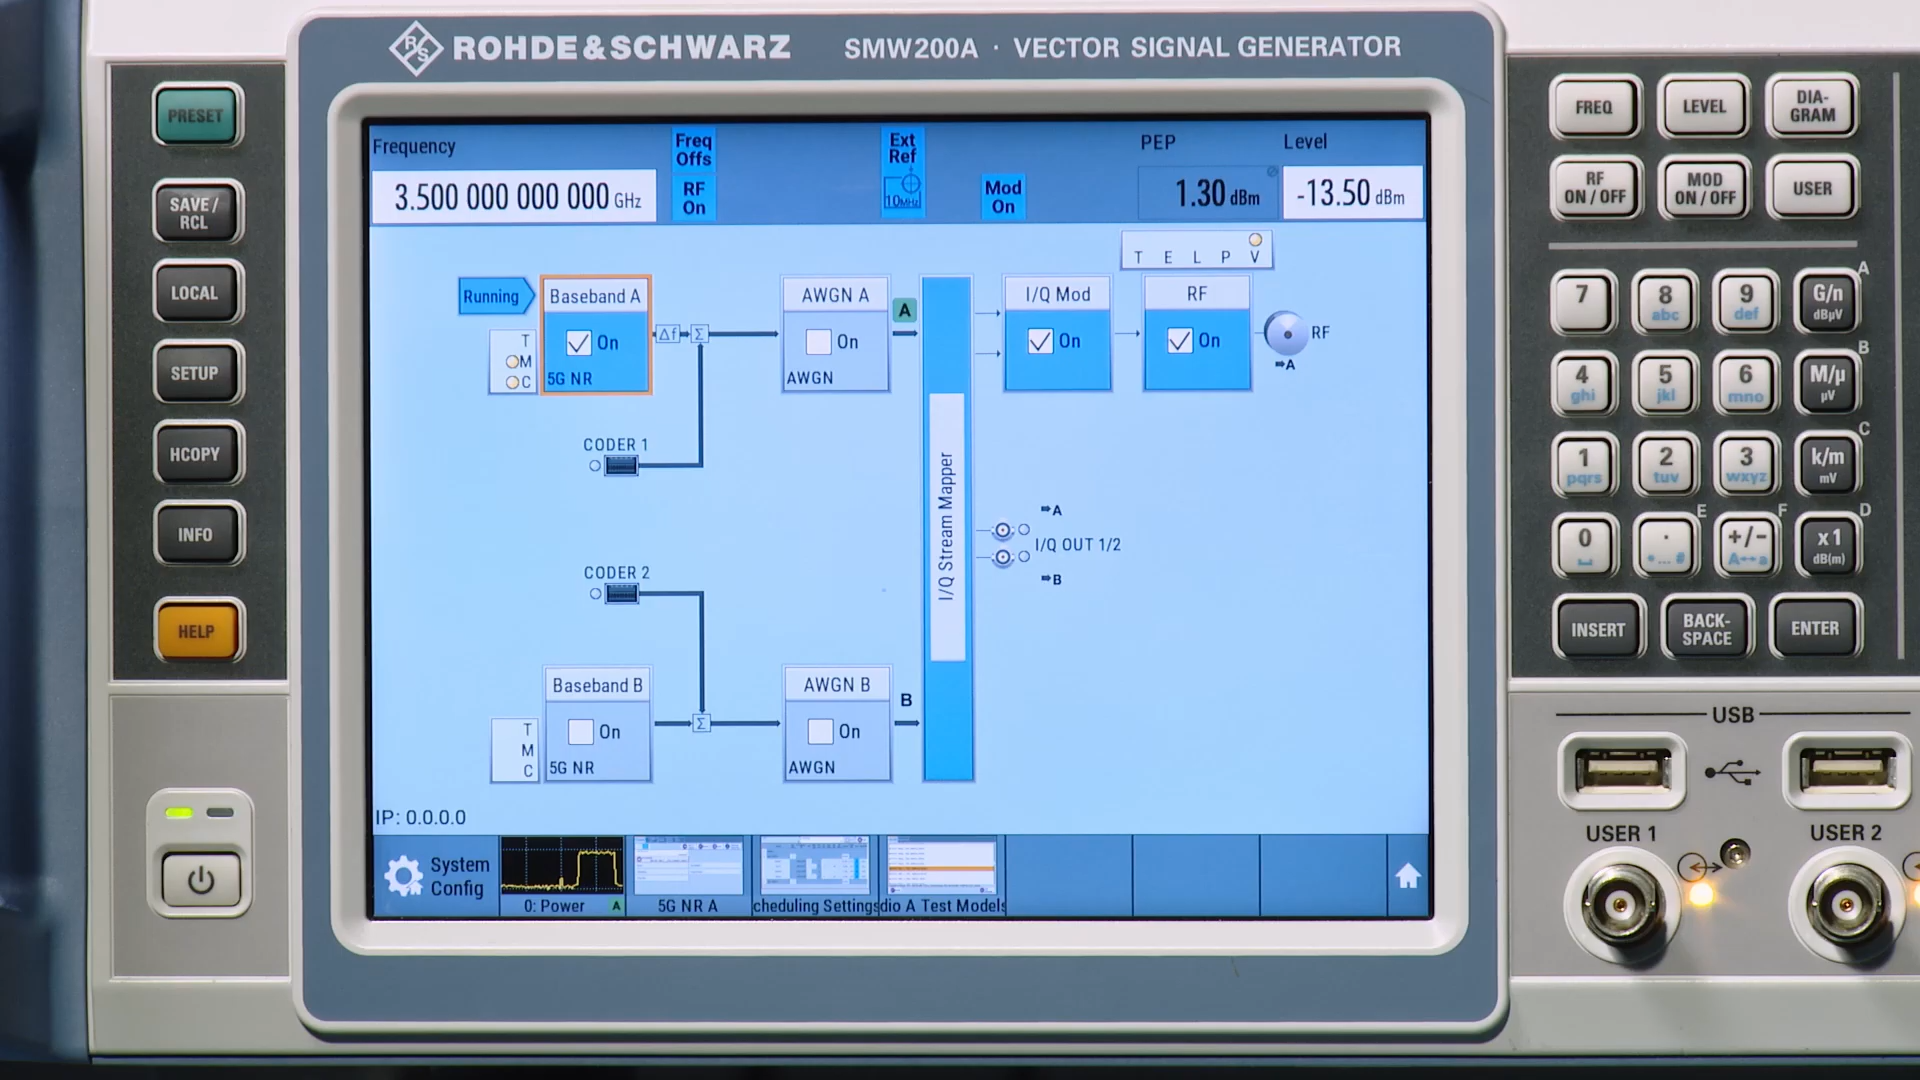 ROHDE & SCHWARZ SMW200A · VECTOR SIGNAL GENERATOR
PRESET
SAVE / RCL
LOCAL
SETUP
HCOPY
INFO
HELP
Frequency
3.500 000 000 000 GHz
Freq Offs
RF On
Ext Ref
10MHz
Mod On
PEP
1.30 dBm
Level
-13.50 dBm
T E L P V
Running
Baseband A
On
5G NR
T
M
C
Δf
Σ
AWGN A
On
AWGN
A
I/Q Mod
On
RF
On
RF
A
CODER 1
I/Q Stream Mapper
A
I/Q OUT 1/2
B
CODER 2
Baseband B
On
5G NR
T
M
C
Σ
AWGN B
On
AWGN
B
IP: 0.0.0.0
System Config
0: Power A
5G NR A
cheduling Settings
dio A Test Models
FREQ
LEVEL
DIA-GRAM
RF ON / OFF
MOD ON / OFF
USER
7
8 abc
9 def
G/n dBµV
A
4 ghi
5 jkl
6 mno
M/µ µV
B
1 pqrs
2 tuv
3 wxyz
k/m mV
C
0
. *... #
E
+/- A↔a
F
x1 dB(m)
D
INSERT
BACK-SPACE
ENTER
USB
USER 1
USER 2